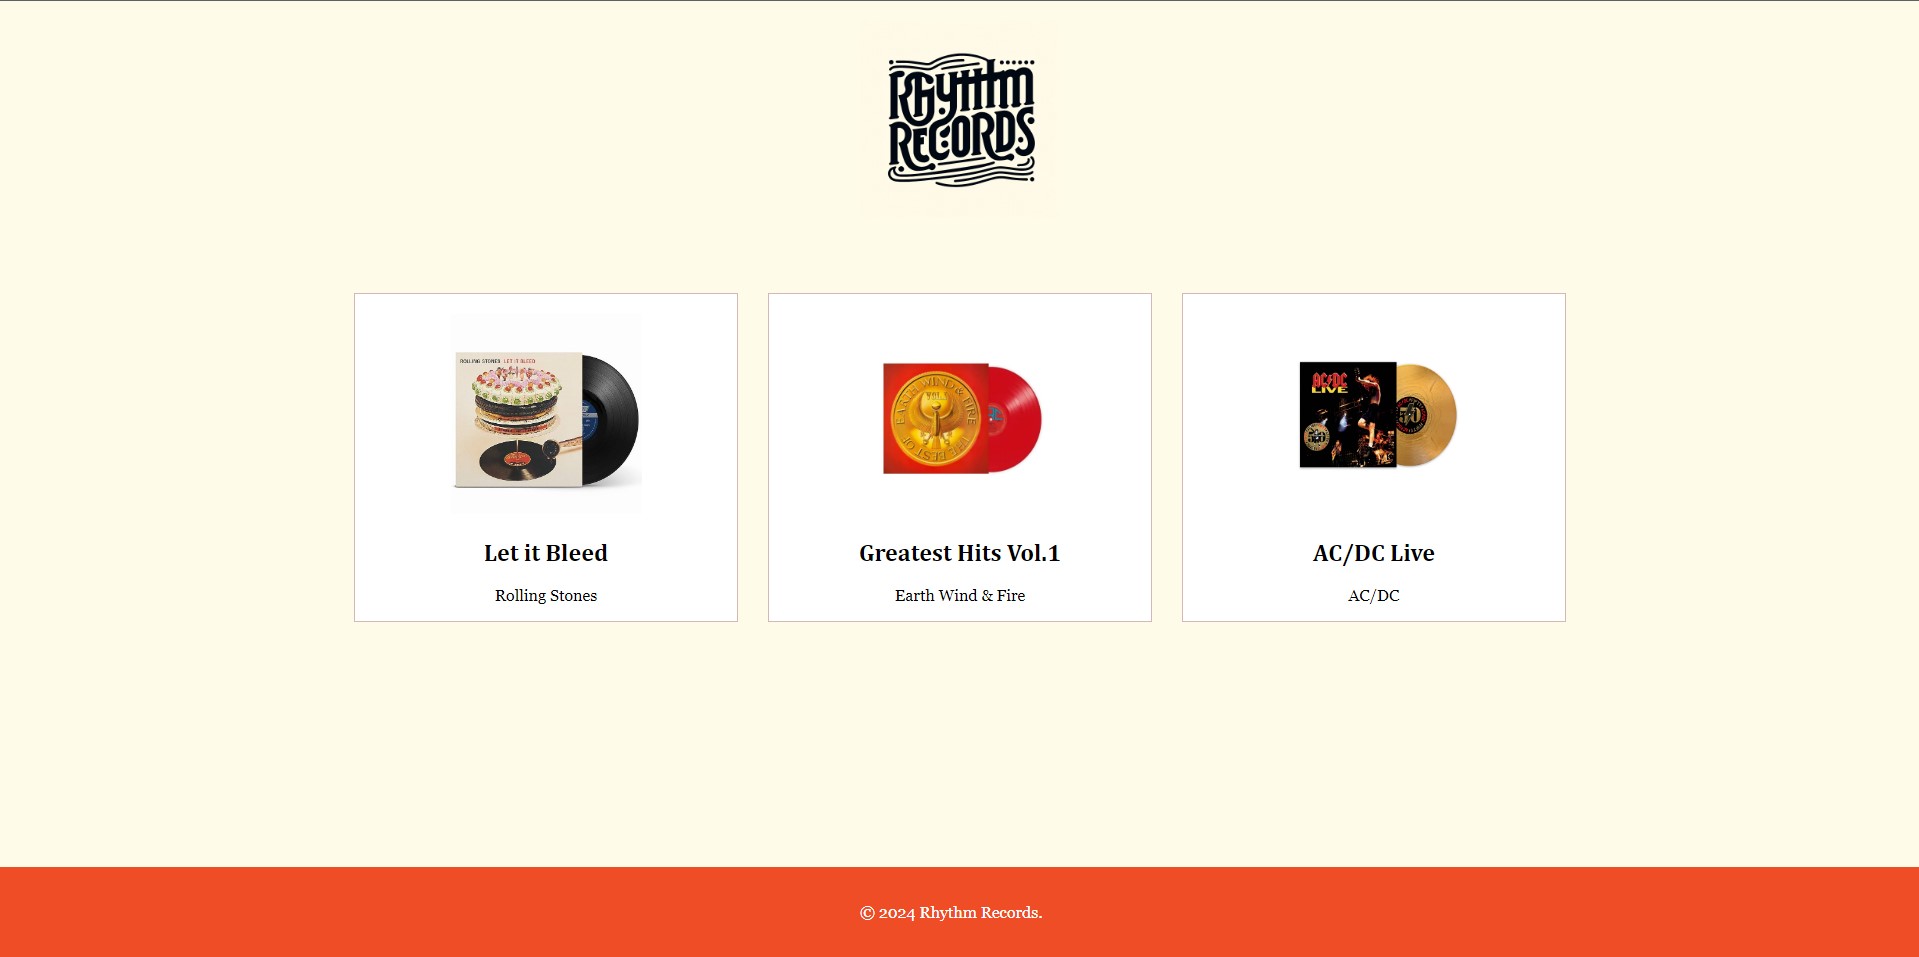 Rhythm
RECORDS
ROLLING STONES LET IT BLEED
EARTH WIND & FIRE
VOL.1
THE BEST OF
AC/DC
LIVE
50
Let it Bleed
Rolling Stones
Greatest Hits Vol.1
Earth Wind & Fire
AC/DC Live
AC/DC
© 2024 Rhythm Records.